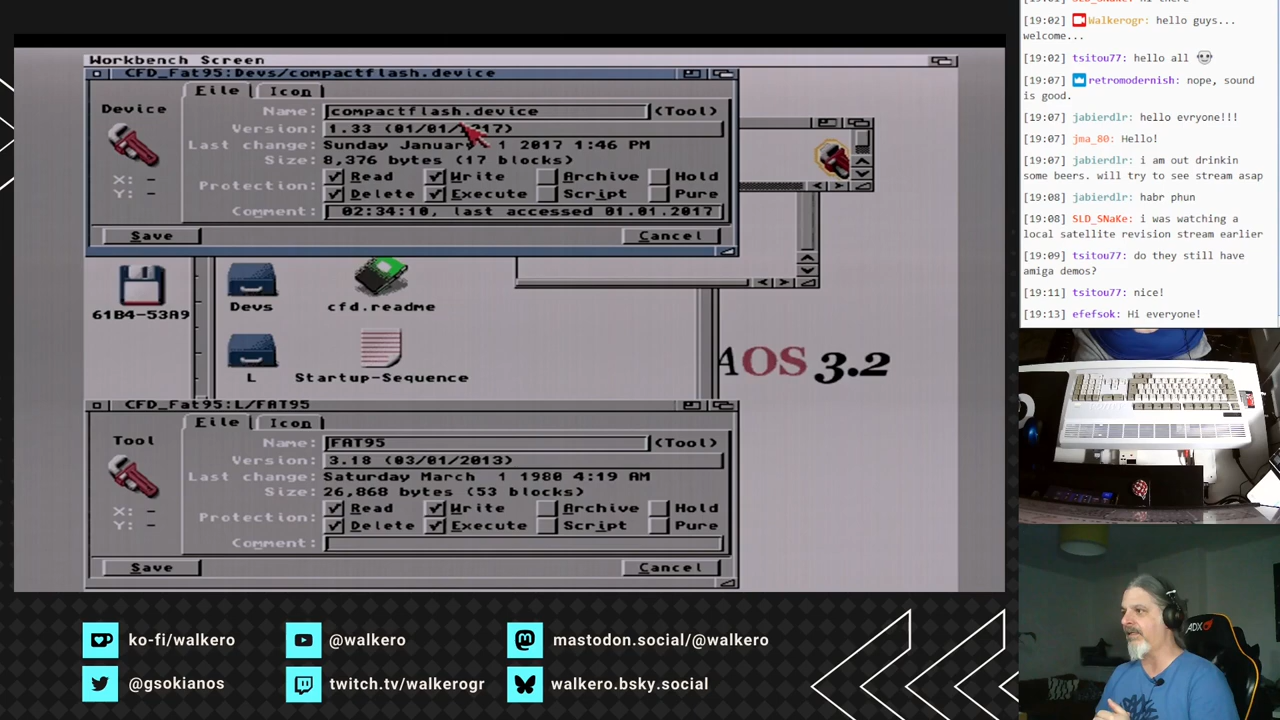 Workbench Screen
CFD_Fat95:Devs/compactflash.device
File Icon
Device
Name: compactflash.device (Tool)
Version: 1.33 (01/01/2017)
Last change: Sunday January 1 2017 1:46 PM
Size: 8,376 bytes (17 blocks)
X: -
Y: -
Protection: Read Write Archive Hold
Delete Execute Script Pure
Comment: 02:34:10, last accessed 01.01.2017
Save Cancel
61B4-53A9
Devs
cfd.readme
L
Startup-Sequence
AOS 3.2
CFD_Fat95:L/FAT95
File Icon
Tool
Name: FAT95 (Tool)
Version: 3.18 (03/01/2013)
Last change: Saturday March 1 1980 4:19 AM
Size: 26,868 bytes (53 blocks)
X: -
Y: -
Protection: Read Write Archive Hold
Delete Execute Script Pure
Comment:
Save Cancel
[19:02] Walkerogr: hello guys...
welcome...
[19:02] tsitou77: hello all
[19:07] retromodernish: nope, sound
is good.
[19:07] jabierdlr: hello evryone!!!
[19:07] jma_80: Hello!
[19:07] jabierdlr: i am out drinkin
some beers. will try to see stream asap
[19:08] jabierdlr: habr phun
[19:08] SLD_SNaKe: i was watching a
local satellite revision stream earlier
[19:09] tsitou77: do they still have
amiga demos?
[19:11] tsitou77: nice!
[19:13] efefsok: Hi everyone!
ADX
ko-fi/walkero
@walkero
mastodon.social/@walkero
@gsokianos
twitch.tv/walkerogr
walkero.bsky.social